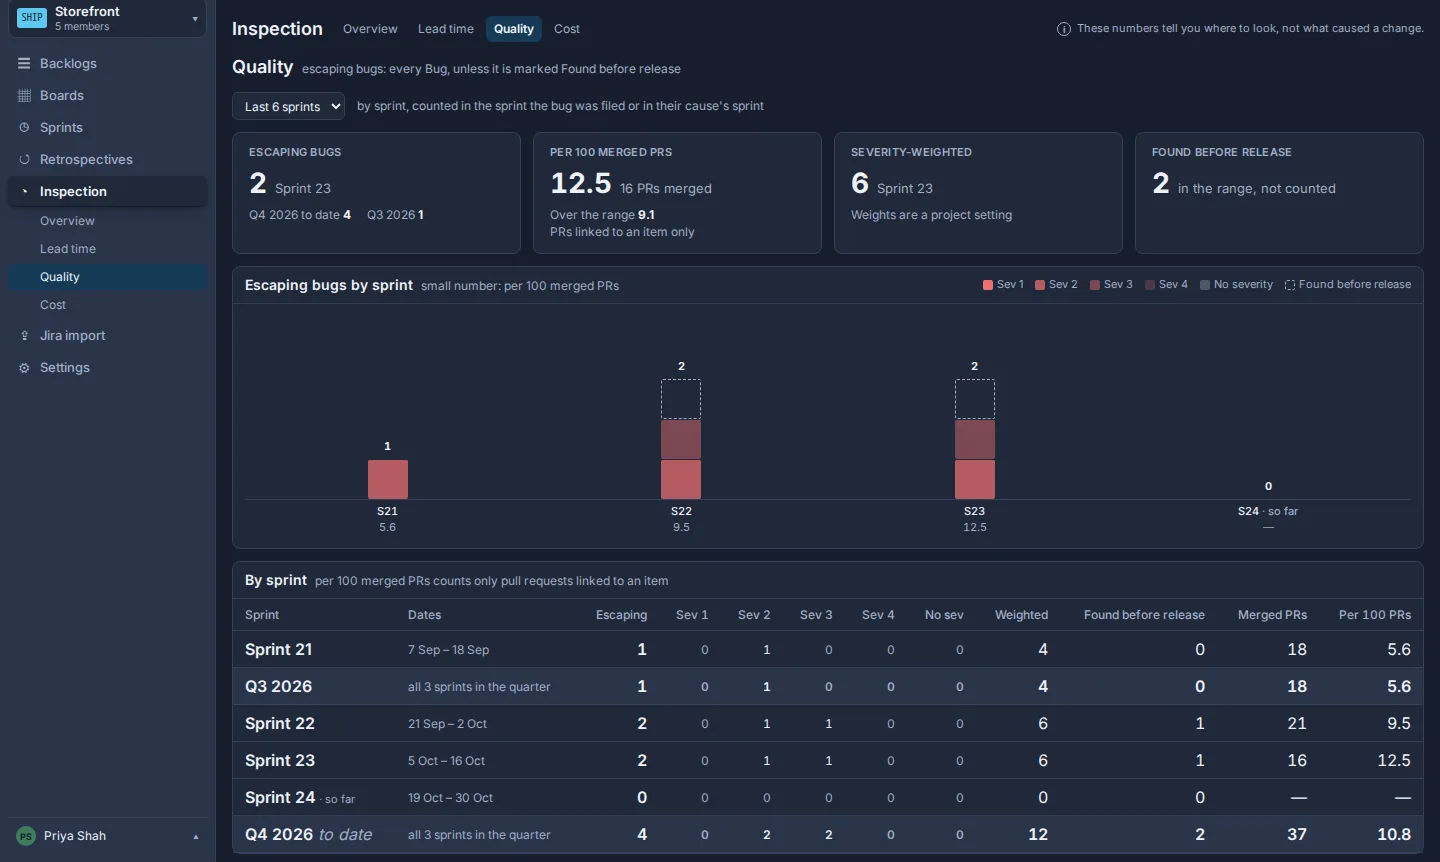 SHIP Storefront
5 members
Backlogs
Boards
Sprints
Retrospectives
Inspection
Overview
Lead time
Quality
Cost
Jira import
Settings
PS Priya Shah
Inspection Overview Lead time Quality Cost
These numbers tell you where to look, not what caused a change.
Quality escaping bugs: every Bug, unless it is marked Found before release
Last 6 sprints by sprint, counted in the sprint the bug was filed or in their cause's sprint
ESCAPING BUGS
2 Sprint 23
Q4 2026 to date 4 Q3 2026 1
PER 100 MERGED PRS
12.5 16 PRs merged
Over the range 9.1
PRs linked to an item only
SEVERITY-WEIGHTED
6 Sprint 23
Weights are a project setting
FOUND BEFORE RELEASE
2 in the range, not counted
Escaping bugs by sprint small number: per 100 merged PRs
Sev 1 Sev 2 Sev 3 Sev 4 No severity Found before release
1 2 2 0
S21 S22 S23 S24 · so far
5.6 9.5 12.5 —
By sprint per 100 merged PRs counts only pull requests linked to an item
Sprint Dates Escaping Sev 1 Sev 2 Sev 3 Sev 4 No sev Weighted Found before release Merged PRs Per 100 PRs
Sprint 21 7 Sep – 18 Sep 1 0 1 0 0 0 4 0 18 5.6
Q3 2026 all 3 sprints in the quarter 1 0 1 0 0 0 4 0 18 5.6
Sprint 22 21 Sep – 2 Oct 2 0 1 1 0 0 6 1 21 9.5
Sprint 23 5 Oct – 16 Oct 2 0 1 1 0 0 6 1 16 12.5
Sprint 24 · so far 19 Oct – 30 Oct 0 0 0 0 0 0 0 0 — —
Q4 2026 to date all 3 sprints in the quarter 4 0 2 2 0 0 12 2 37 10.8